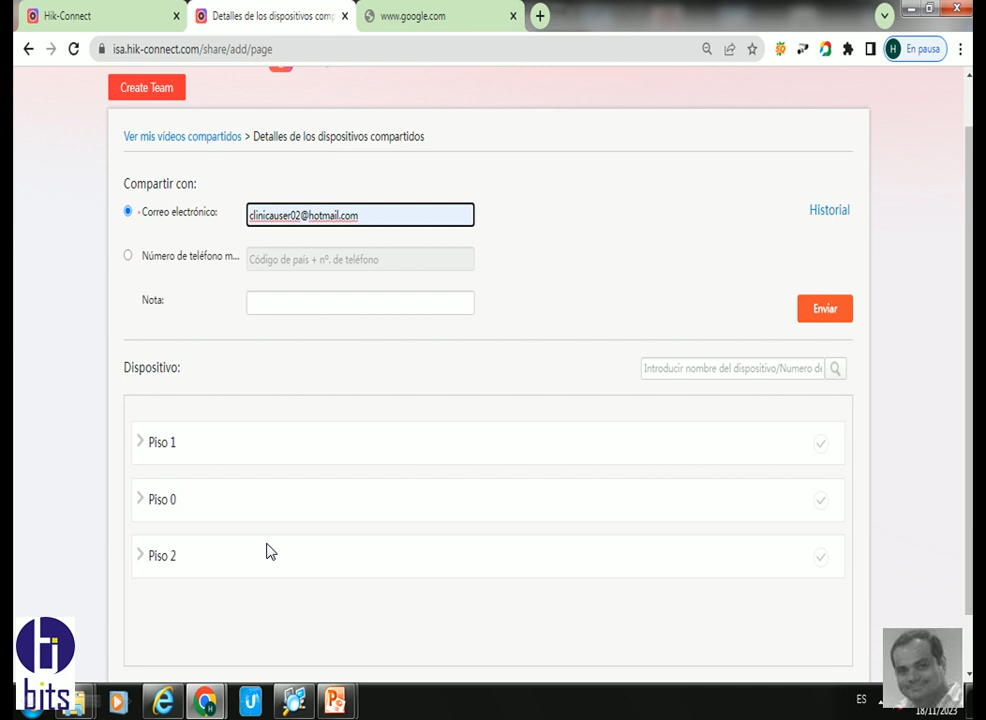 Hik-Connect
Detalles de los dispositivos comp
www.google.com
isa.hik-connect.com/share/add/page
H En pausa
Create Team
Ver mis videos compartidos > Detalles de los dispositivos compartidos
Compartir con:
Correo electrónico:
clinicauser02@hotmail.com
Historial
Número de teléfono m...
Código de país + nº. de teléfono
Nota:
Enviar
Dispositivo:
Introducir nombre del dispositivo/Numero de
Piso 1
Piso 0
Piso 2
hi
bits
ES
18/11/2023